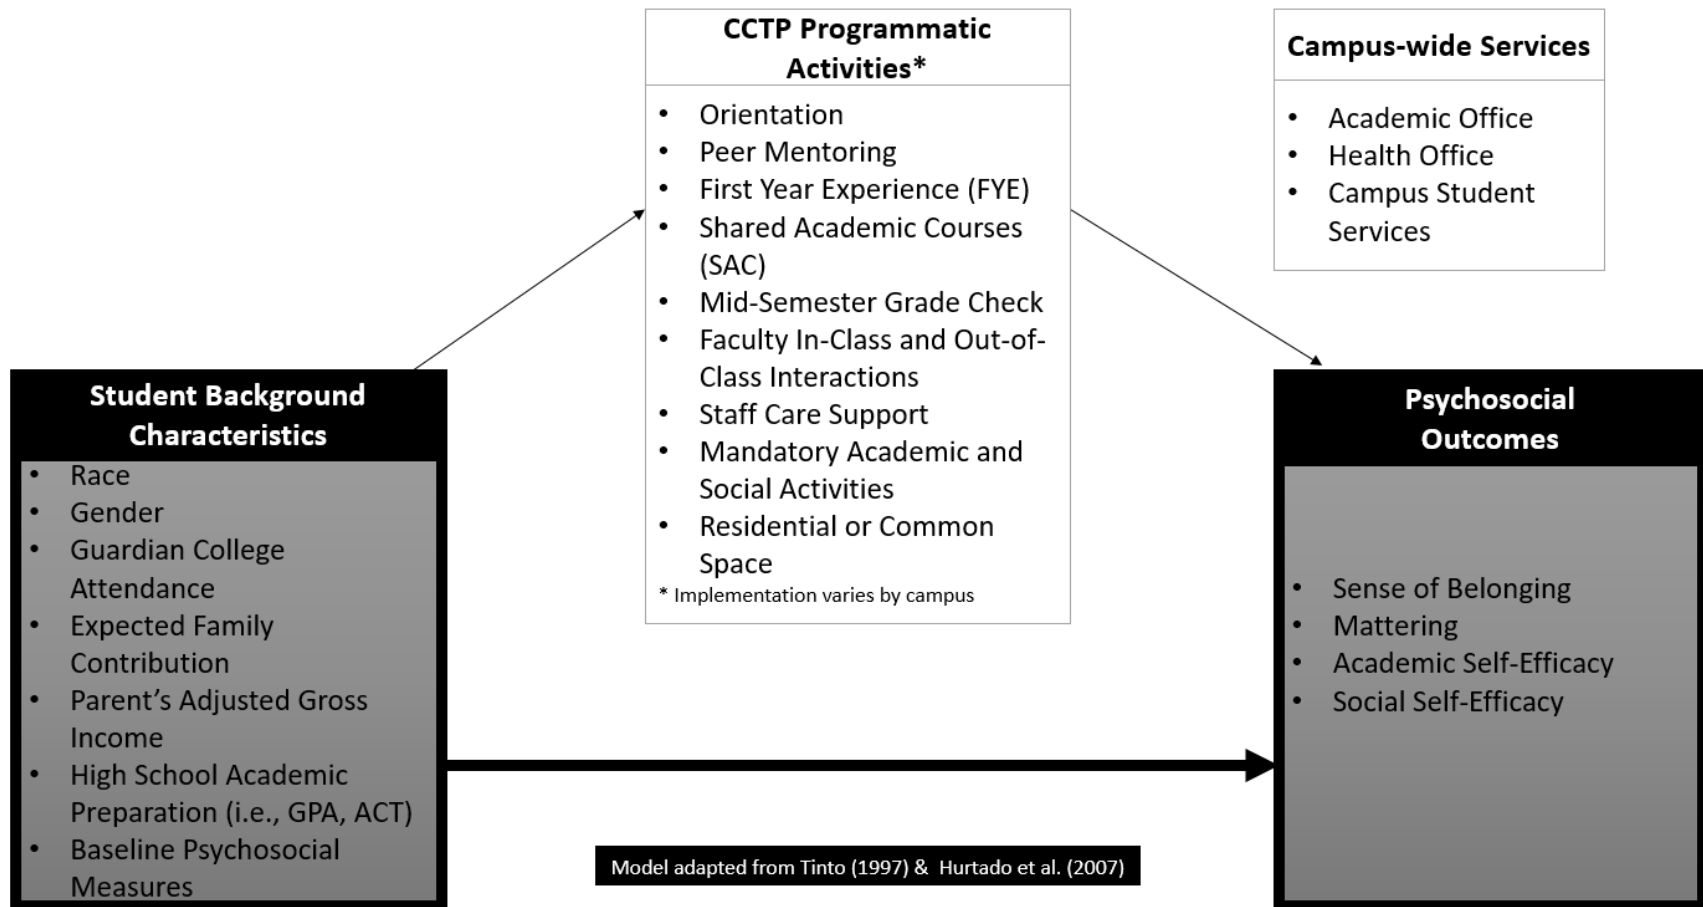 CCTP Programmatic
Activities*
• Orientation
• Peer Mentoring
• First Year Experience (FYE)
• Shared Academic Courses
(SAC)
• Mid-Semester Grade Check
• Faculty In-Class and Out-of-
Class Interactions
• Staff Care Support
• Mandatory Academic and
Social Activities
• Residential or Common
Space
* Implementation varies by campus
Campus-wide Services
• Academic Office
• Health Office
• Campus Student
Services
Student Background
Characteristics
• Race
• Gender
• Guardian College
Attendance
• Expected Family
Contribution
• Parent’s Adjusted Gross
Income
• High School Academic
Preparation (i.e., GPA, ACT)
• Baseline Psychosocial
Measures
Psychosocial
Outcomes
• Sense of Belonging
• Mattering
• Academic Self-Efficacy
• Social Self-Efficacy
Model adapted from Tinto (1997) & Hurtado et al. (2007)